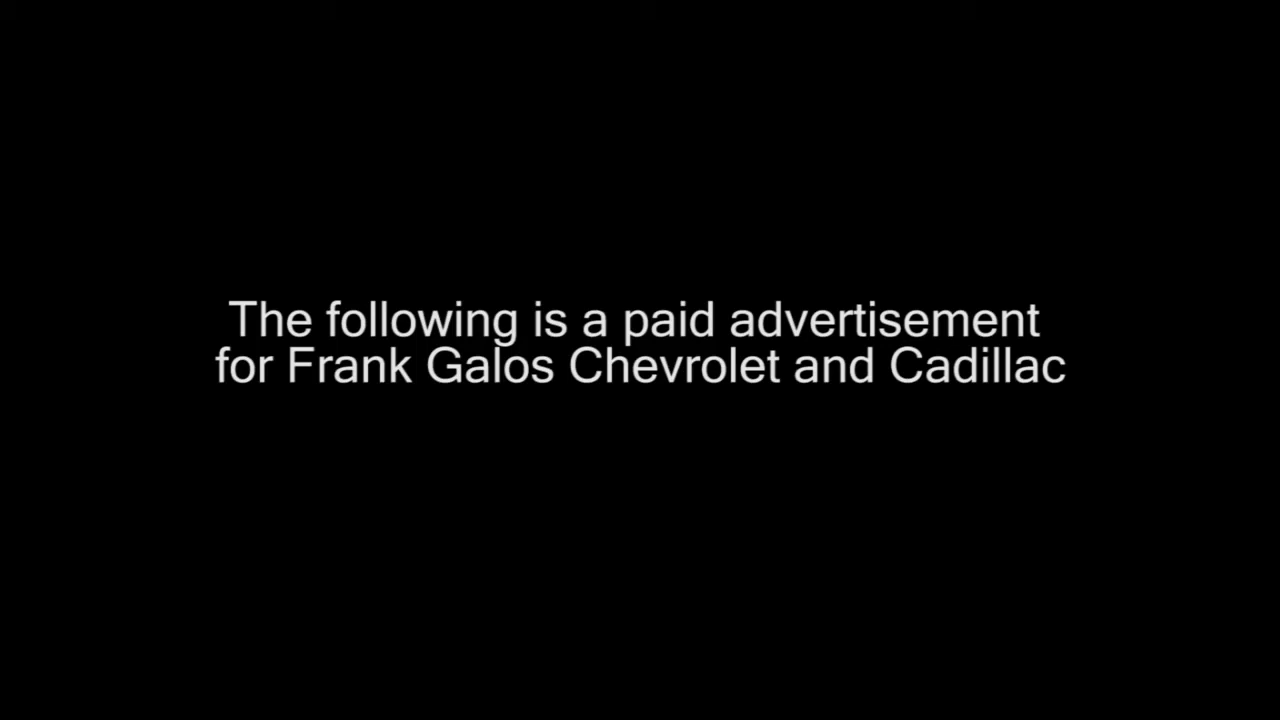 The following is a paid advertisement
for Frank Galos Chevrolet and Cadillac